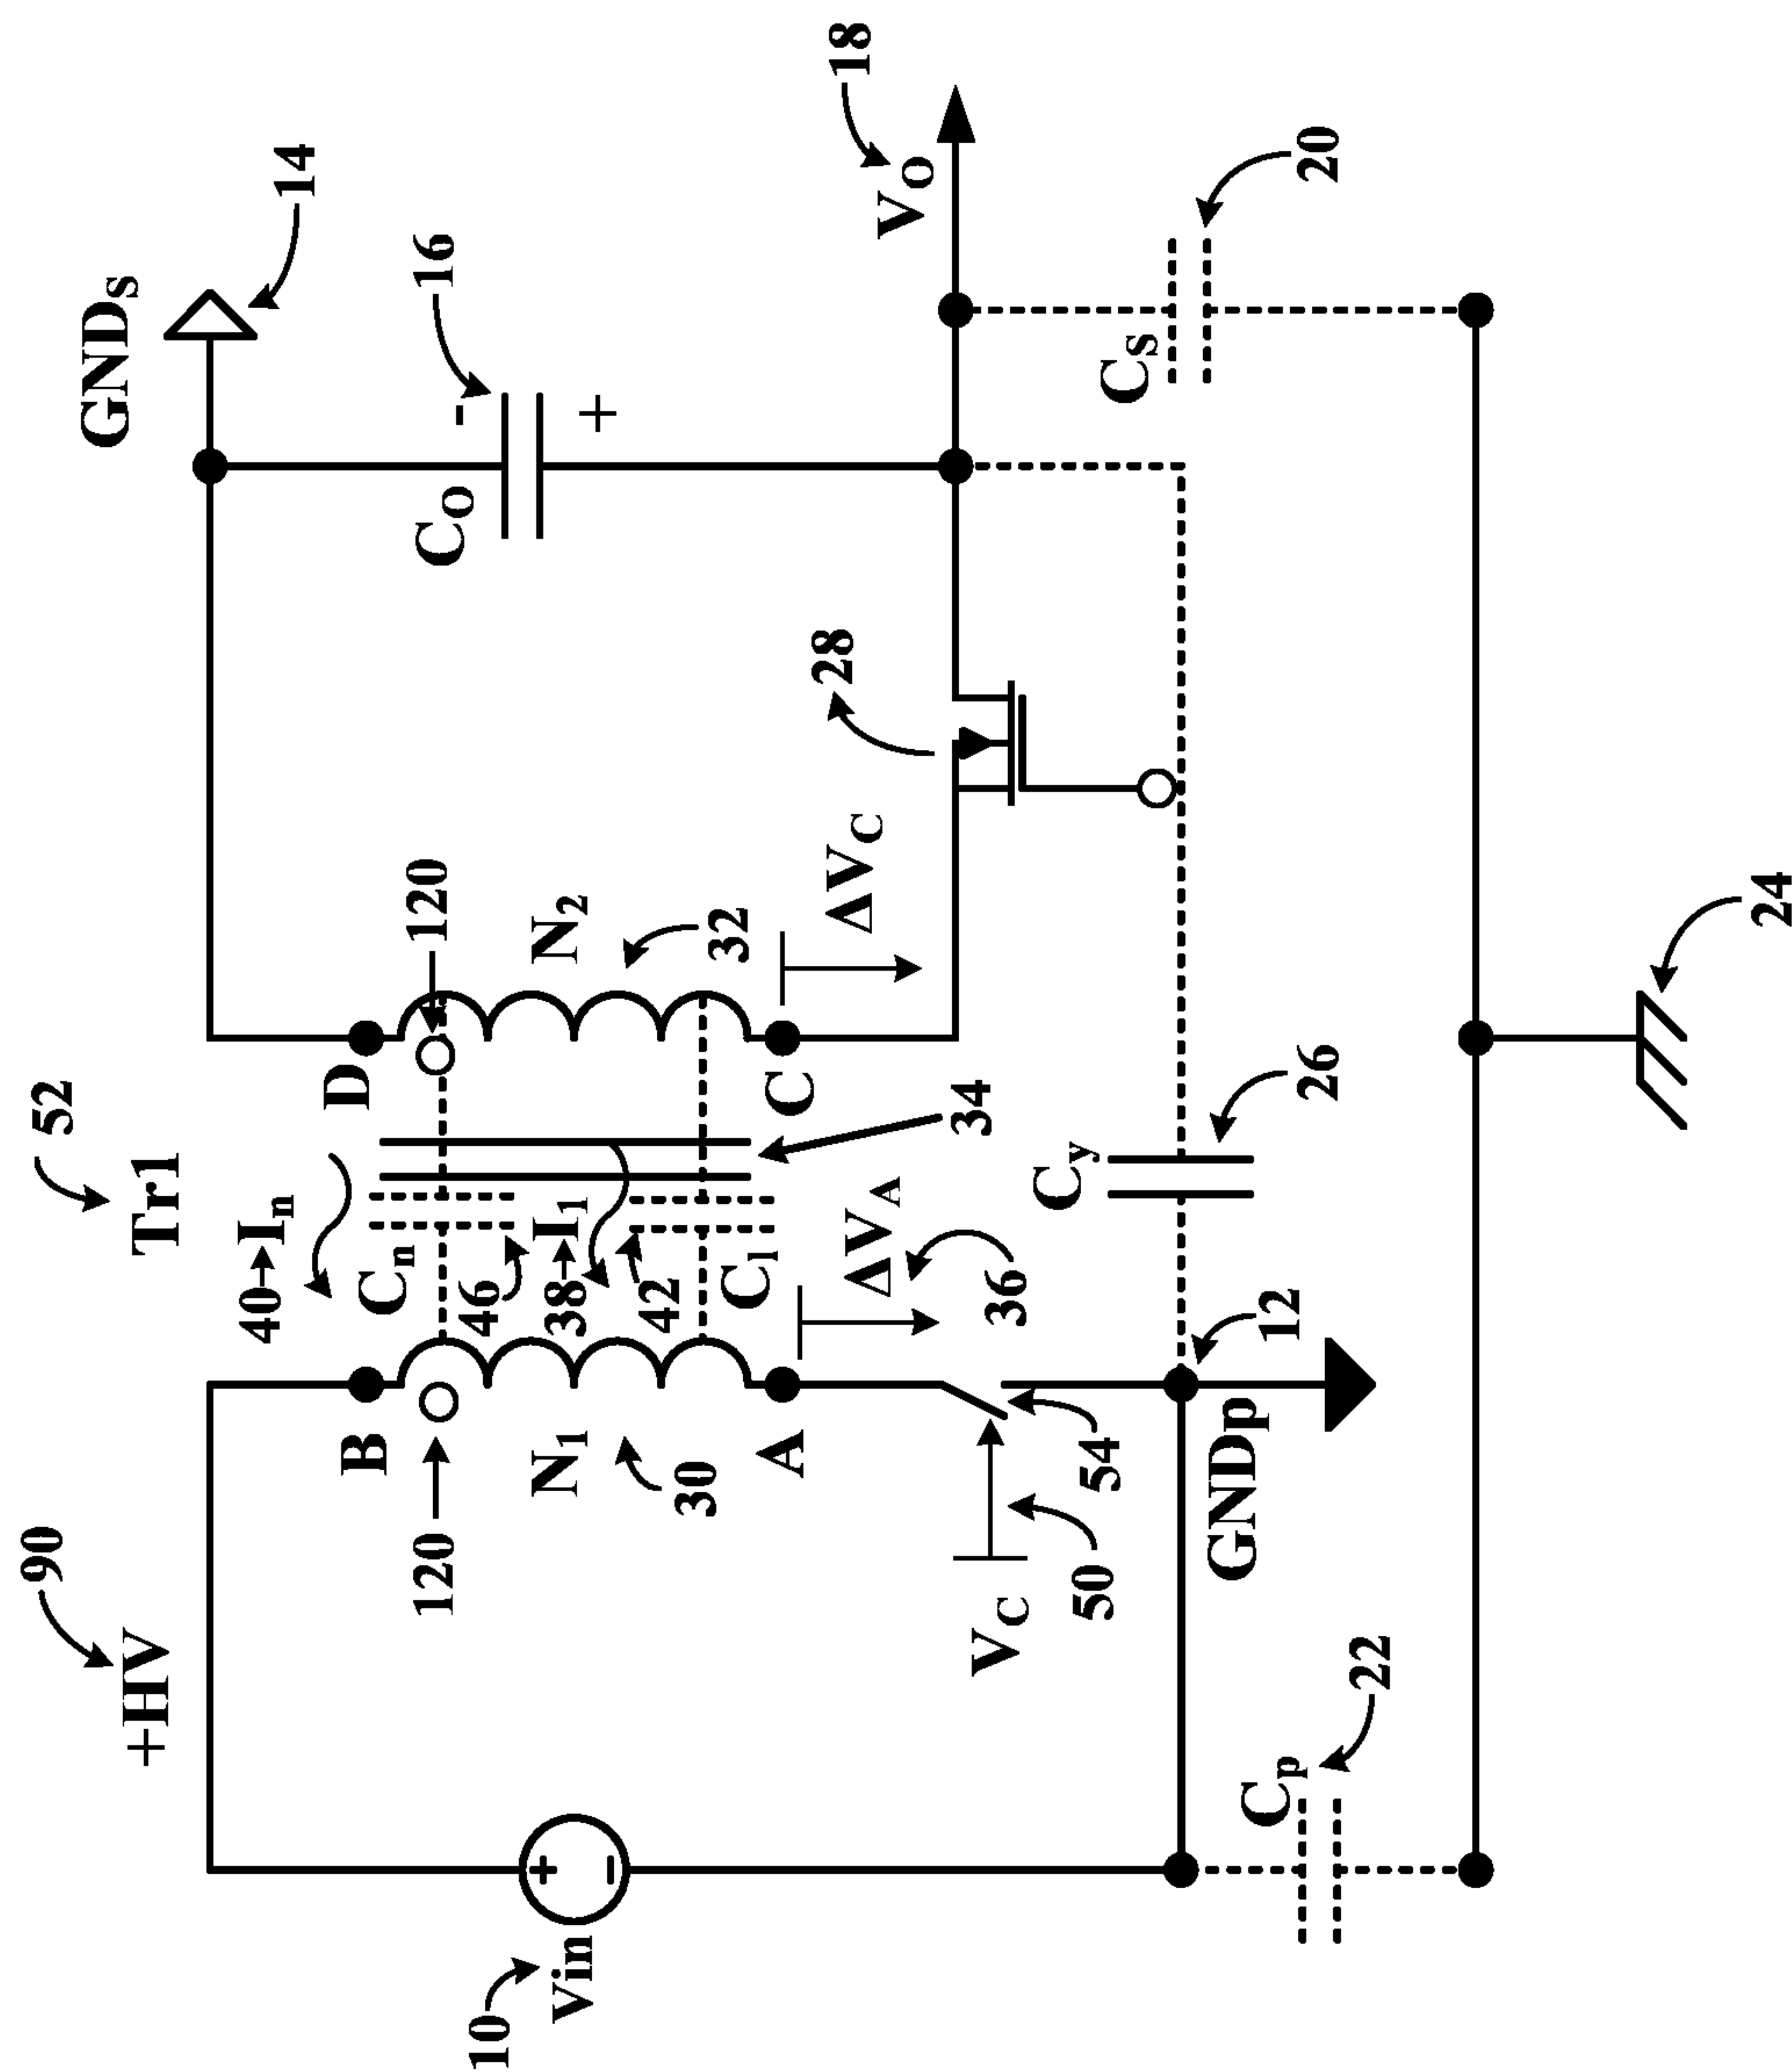 52
Tr1
90
+HV
GNDS
14
40
In
Cn
B
D
120
120
46
I1
38
42
Cl
N1
30
N2
32
34
A
C
ΔVA
36
ΔVC
28
CO
-
+
16
18
VO
10
Vin
+
-
VC
50
54
GNDp
12
Cy
26
CS
20
Cp
22
24